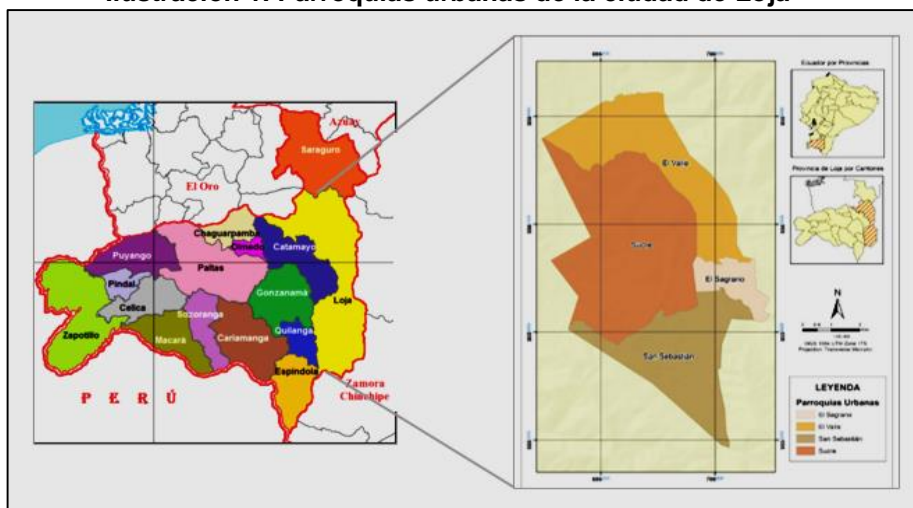 Ilustración 1. Parroquias urbanas de la ciudad de Loja
Azuay
Saraguro
El Oro
Chaguarpamba
Olmedo
Catamayo
Puyango
Paltas
Pindal
Gonzanamá
Loja
Celica
Sozoranga
Zapotillo
Macará
Cariamanga
Quilanga
Espíndola
Zamora
Chinchipe
P E R Ú
El Valle
Sucre
El Sagrario
San Sebastián
Ecuador por Provincias
Provincia de Loja por Cantones
N
LEYENDA
Parroquias Urbanas
El Sagrario
El Valle
San Sebastián
Sucre